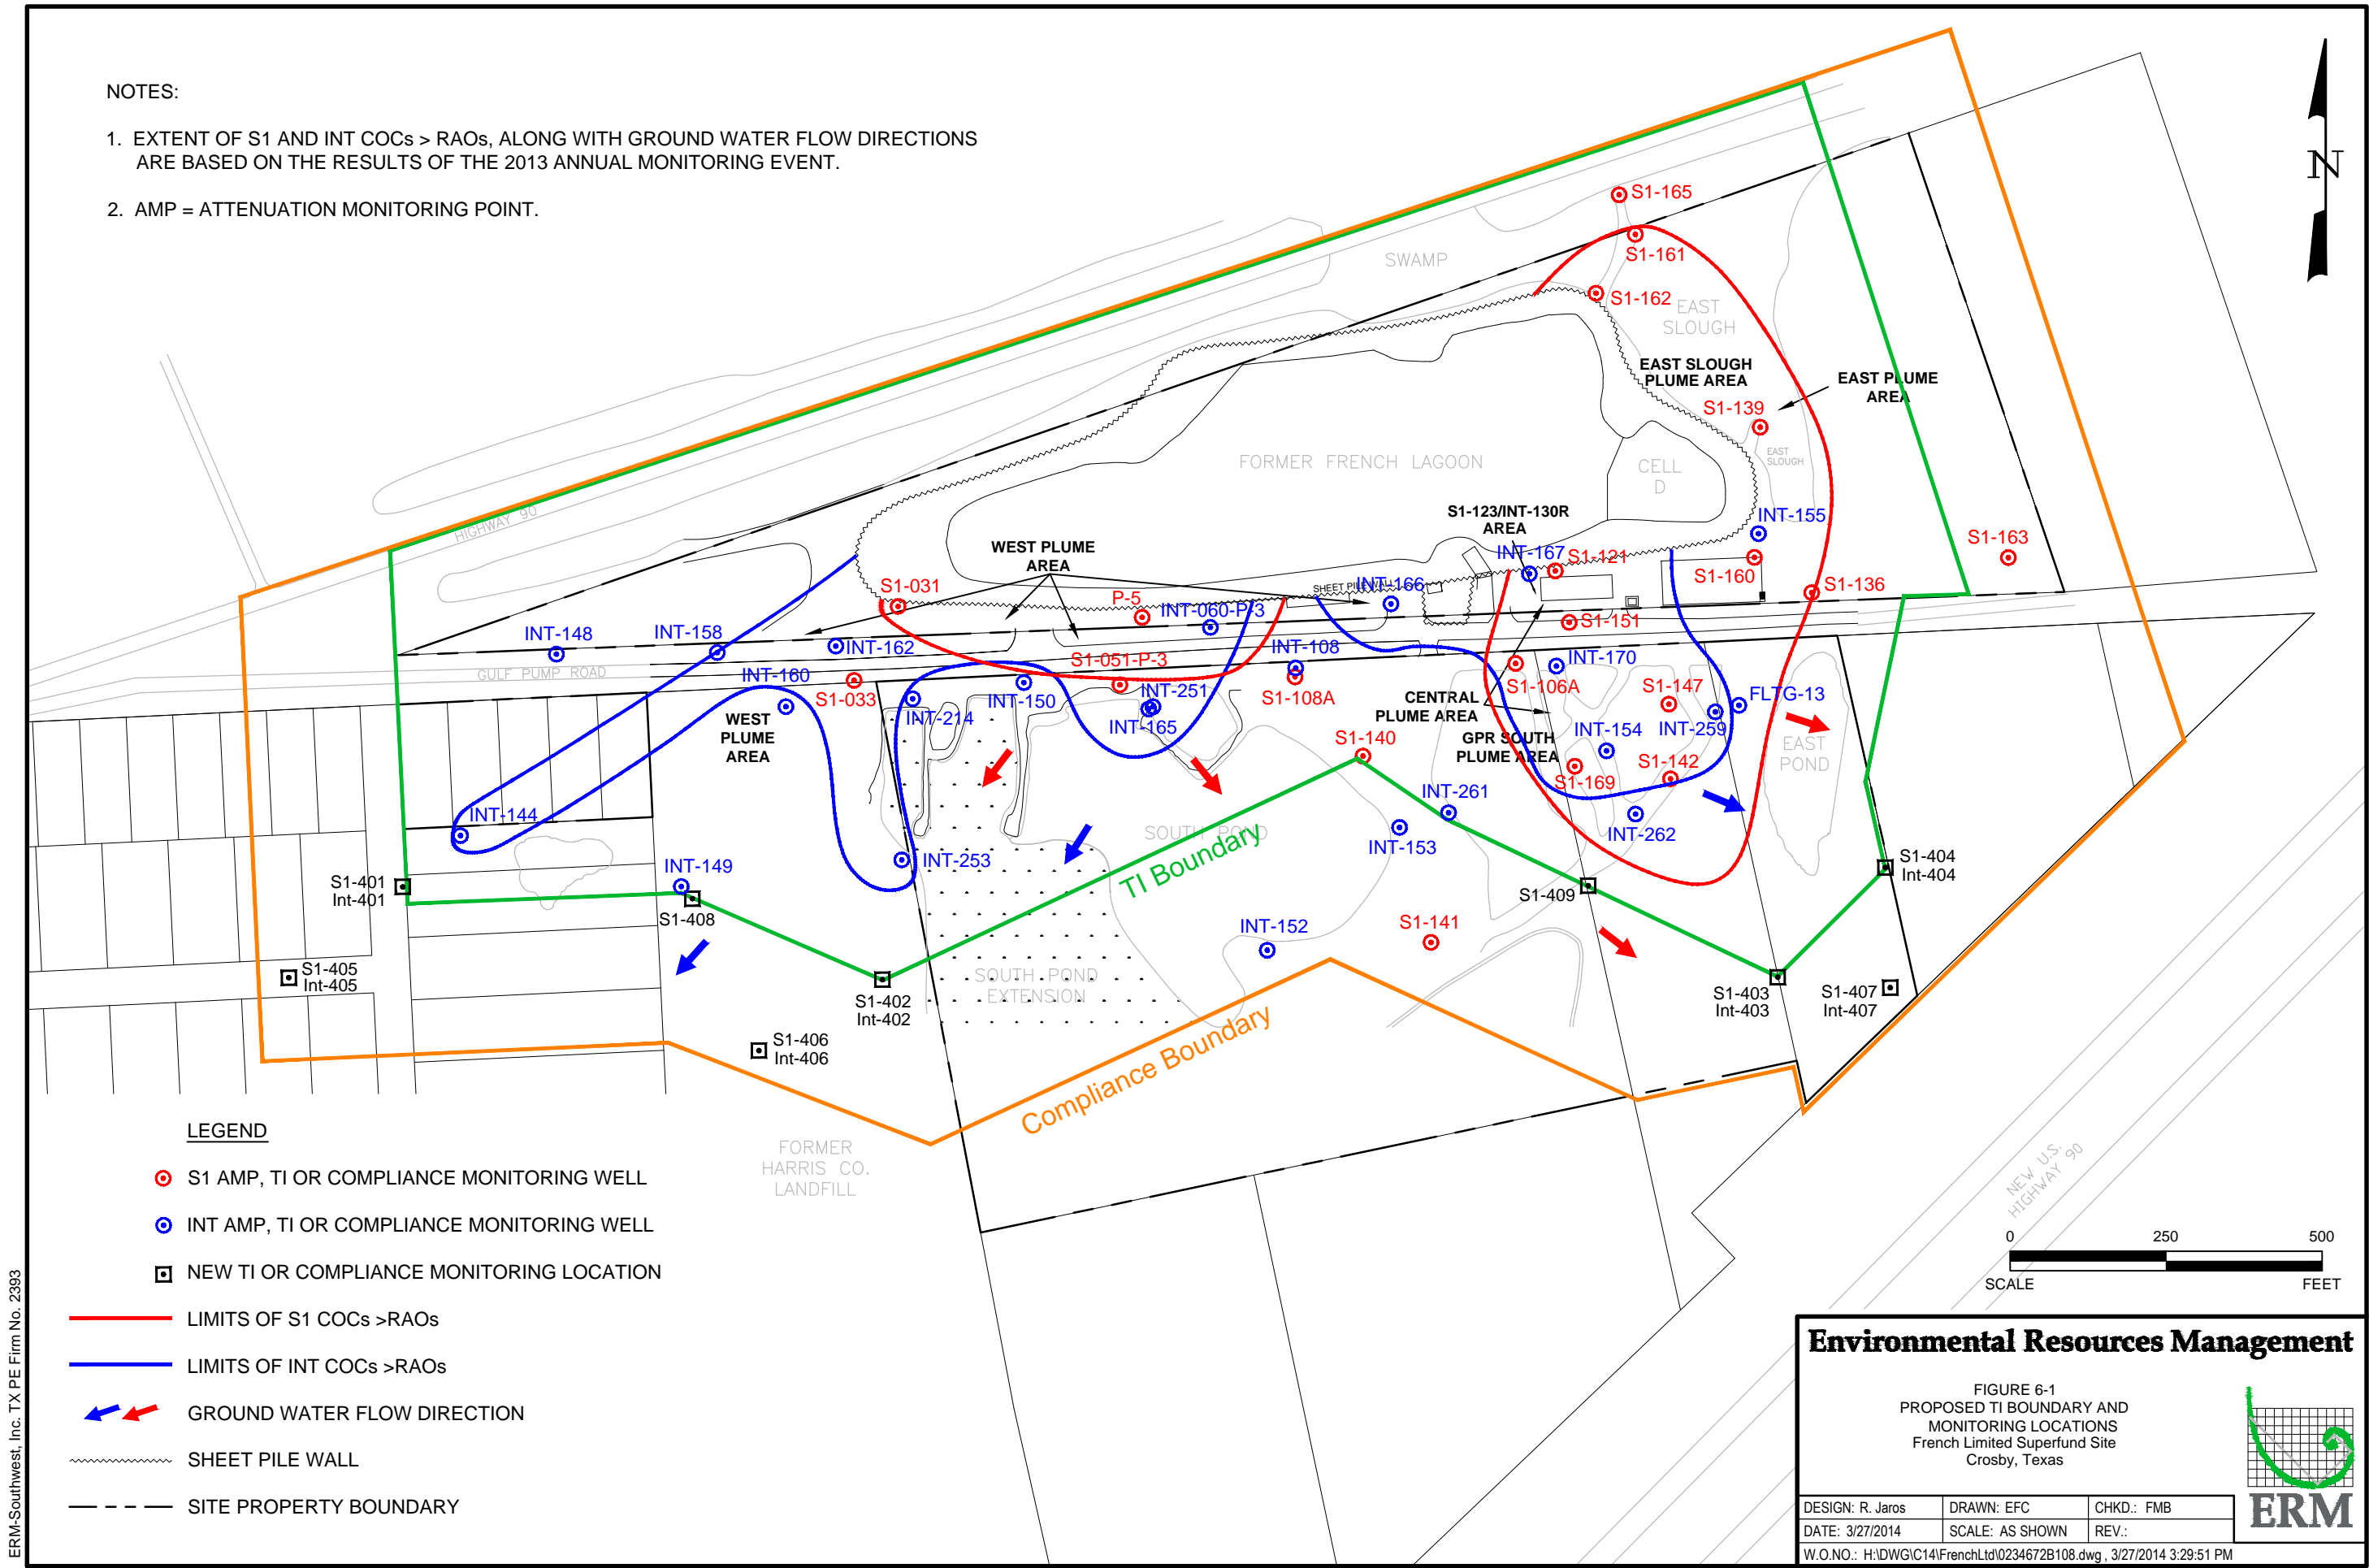 NOTES:
1. EXTENT OF S1 AND INT COCs > RAOs, ALONG WITH GROUND WATER FLOW DIRECTIONS
ARE BASED ON THE RESULTS OF THE 2013 ANNUAL MONITORING EVENT.
2. AMP = ATTENUATION MONITORING POINT.
N
S1-165
S1-161
SWAMP
S1-162
EAST
SLOUGH
EAST SLOUGH
PLUME AREA
EAST PLUME
AREA
S1-139
EAST
SLOUGH
FORMER FRENCH LAGOON
CELL
D
HIGHWAY 90
S1-123/INT-130R
AREA
INT-155
S1-163
WEST PLUME
AREA
INT-167
S1-121
S1-160
S1-136
SHEET PILE WALL
INT-166
S1-031
P-5
INT-060-P-3
S1-151
INT-148
INT-158
INT-162
INT-108
S1-051-P-3
INT-170
GULF PUMP ROAD
INT-160
S1-033
INT-214
INT-150
INT-251
INT-165
S1-108A
S1-106A
S1-147
FLTG-13
CENTRAL
PLUME AREA
WEST
PLUME
AREA
GPR SOUTH
PLUME AREA
INT-154
INT-259
S1-140
S1-169
S1-142
EAST
POND
INT-144
INT-261
INT-262
SOUTH POND
INT-153
TI Boundary
INT-253
INT-149
S1-401
Int-401
S1-408
S1-409
S1-404
Int-404
INT-152
S1-141
S1-405
Int-405
SOUTH POND
EXTENSION
S1-402
Int-402
S1-403
Int-403
S1-407
Int-407
S1-406
Int-406
Compliance Boundary
FORMER
HARRIS CO.
LANDFILL
NEW U.S.
HIGHWAY 90
LEGEND
S1 AMP, TI OR COMPLIANCE MONITORING WELL
INT AMP, TI OR COMPLIANCE MONITORING WELL
NEW TI OR COMPLIANCE MONITORING LOCATION
LIMITS OF S1 COCs >RAOs
LIMITS OF INT COCs >RAOs
GROUND WATER FLOW DIRECTION
SHEET PILE WALL
SITE PROPERTY BOUNDARY
0 250 500
SCALE FEET
Environmental Resources Management
FIGURE 6-1
PROPOSED TI BOUNDARY AND
MONITORING LOCATIONS
French Limited Superfund Site
Crosby, Texas
ERM
DESIGN: R. Jaros DRAWN: EFC CHKD.: FMB
DATE: 3/27/2014 SCALE: AS SHOWN REV.:
W.O.NO.: H:\DWG\C14\FrenchLtd\0234672B108.dwg , 3/27/2014 3:29:51 PM
ERM-Southwest, Inc. TX PE Firm No. 2393